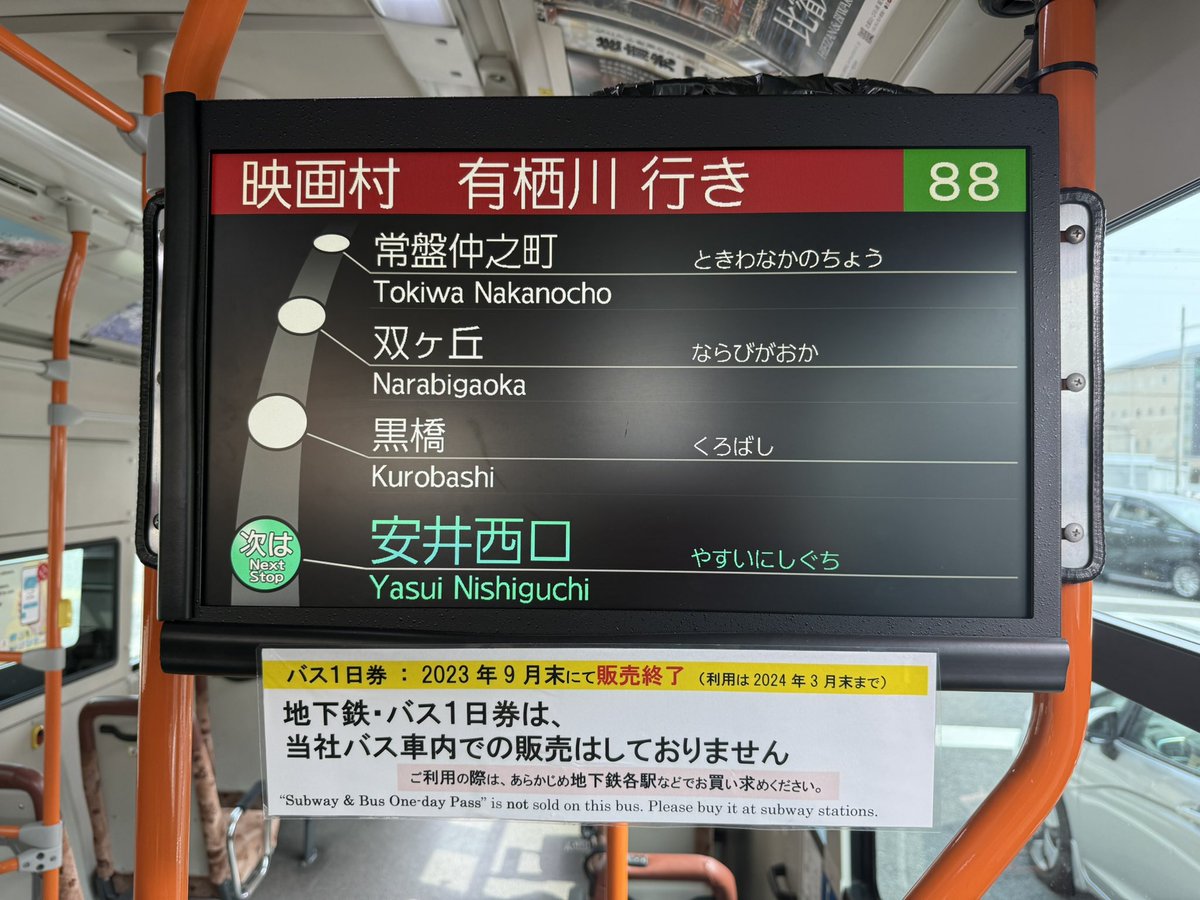 映画村 有栖川 行き 88
常盤仲之町 ときわなかのちょう
Tokiwa Nakanocho
双ヶ丘 ならびがおか
Narabigaoka
黒橋 くろばし
Kurobashi
次は
Next
Stop
安井西口 やすいにしぐち
Yasui Nishiguchi
バス1日券 : 2023年9月末にて販売終了 (利用は2024年3月末まで)
地下鉄・バス1日券は、
当社バス車内での販売はしておりません
ご利用の際は、あらかじめ地下鉄各駅などでお買い求めください。
"Subway & Bus One-day Pass" is not sold on this bus. Please buy it at subway stations.